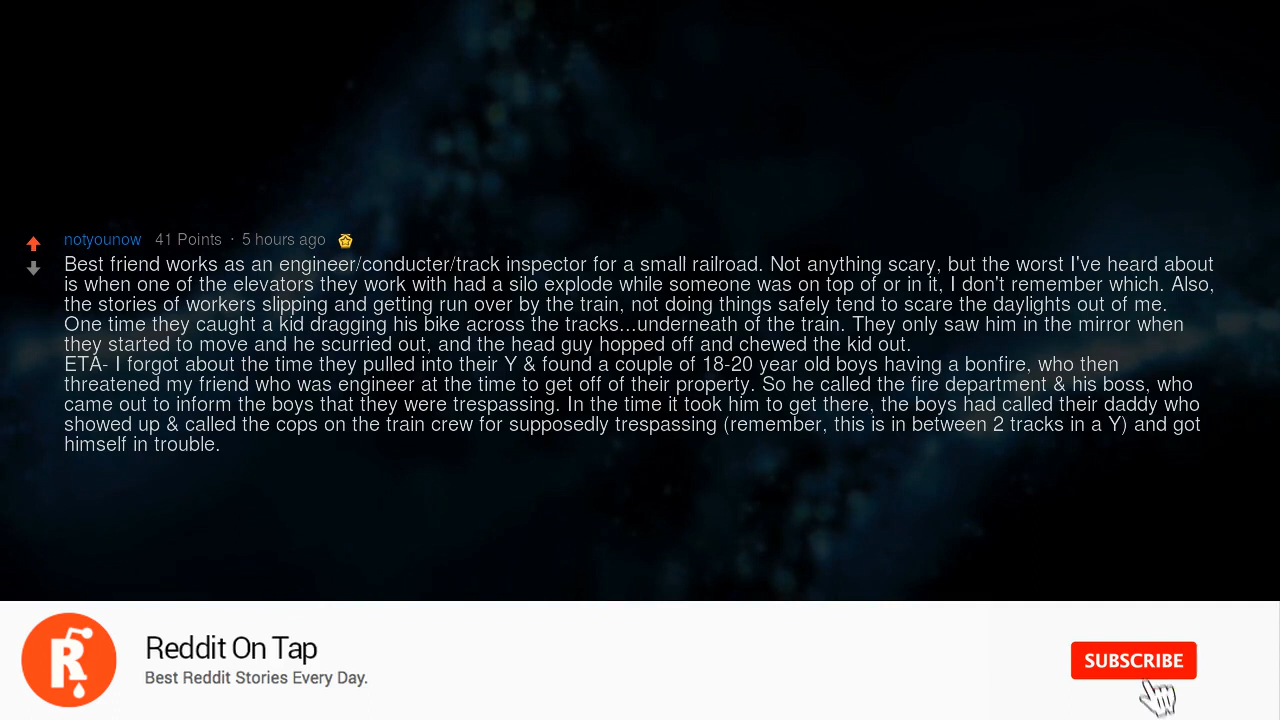 notyounow 41 Points · 5 hours ago
Best friend works as an engineer/conducter/track inspector for a small railroad. Not anything scary, but the worst I've heard about
is when one of the elevators they work with had a silo explode while someone was on top of or in it, I don't remember which. Also,
the stories of workers slipping and getting run over by the train, not doing things safely tend to scare the daylights out of me.
One time they caught a kid dragging his bike across the tracks...underneath of the train. They only saw him in the mirror when
they started to move and he scurried out, and the head guy hopped off and chewed the kid out.
ETA- I forgot about the time they pulled into their Y & found a couple of 18-20 year old boys having a bonfire, who then
threatened my friend who was engineer at the time to get off of their property. So he called the fire department & his boss, who
came out to inform the boys that they were trespassing. In the time it took him to get there, the boys had called their daddy who
showed up & called the cops on the train crew for supposedly trespassing (remember, this is in between 2 tracks in a Y) and got
himself in trouble.
Reddit On Tap
Best Reddit Stories Every Day.
SUBSCRIBE